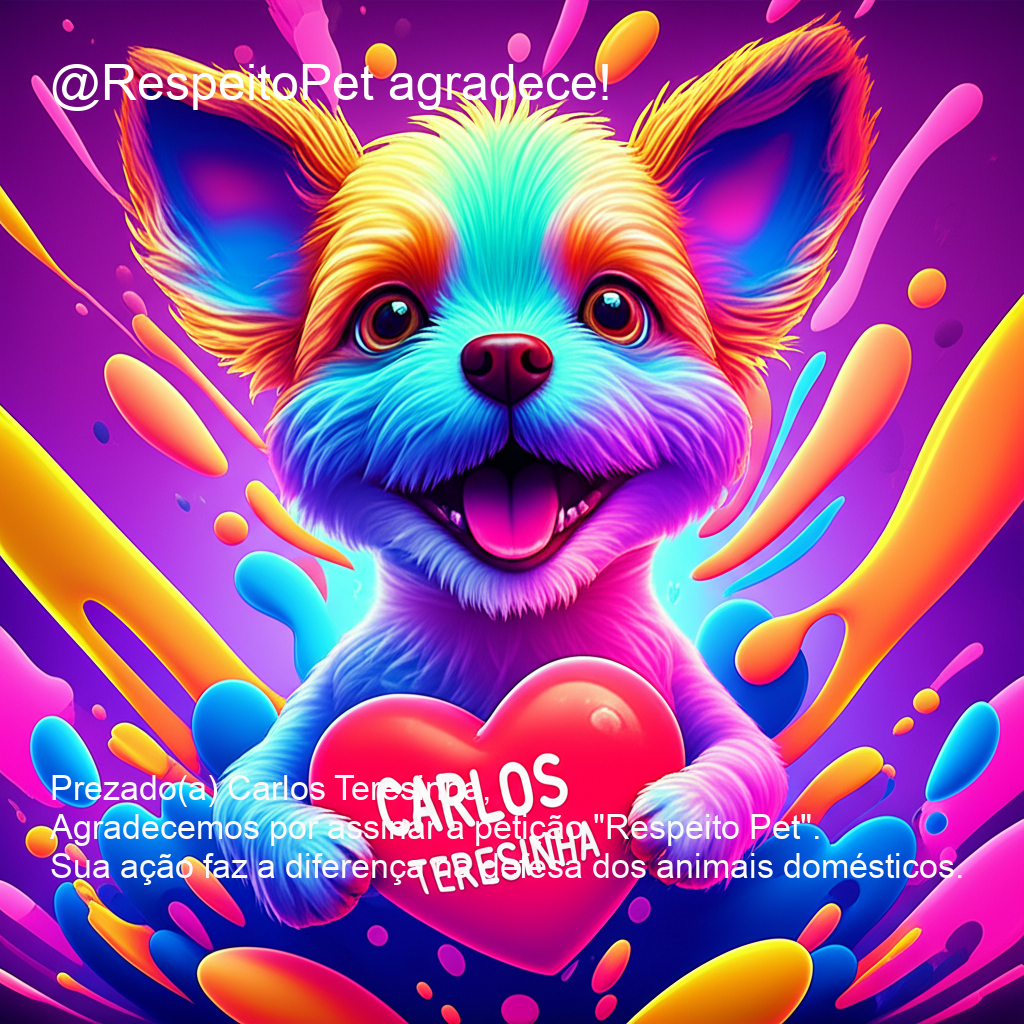 @RespeitoPet agradece!
Prezado(a) Carlos Teresinha,
Agradecemos por assinar a petição "Respeito Pet".
Sua ação faz a diferença na defesa dos animais domésticos.
CARLOS
TERESINHA